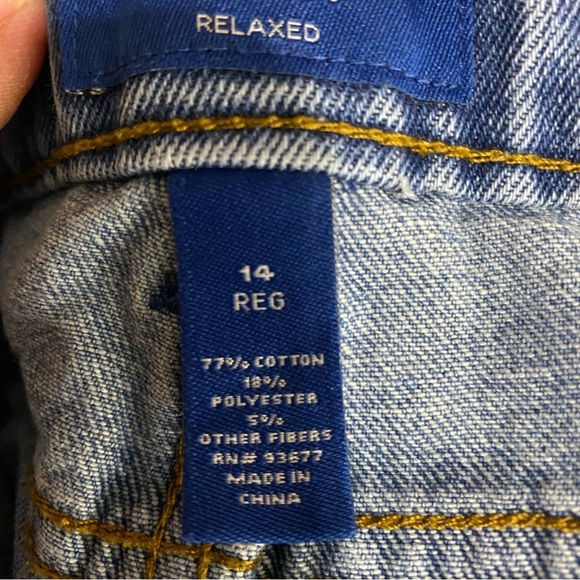 RELAXED
14
REG
77% COTTON
18%
POLYESTER
5%
OTHER FIBERS
RN# 93677
MADE IN
CHINA